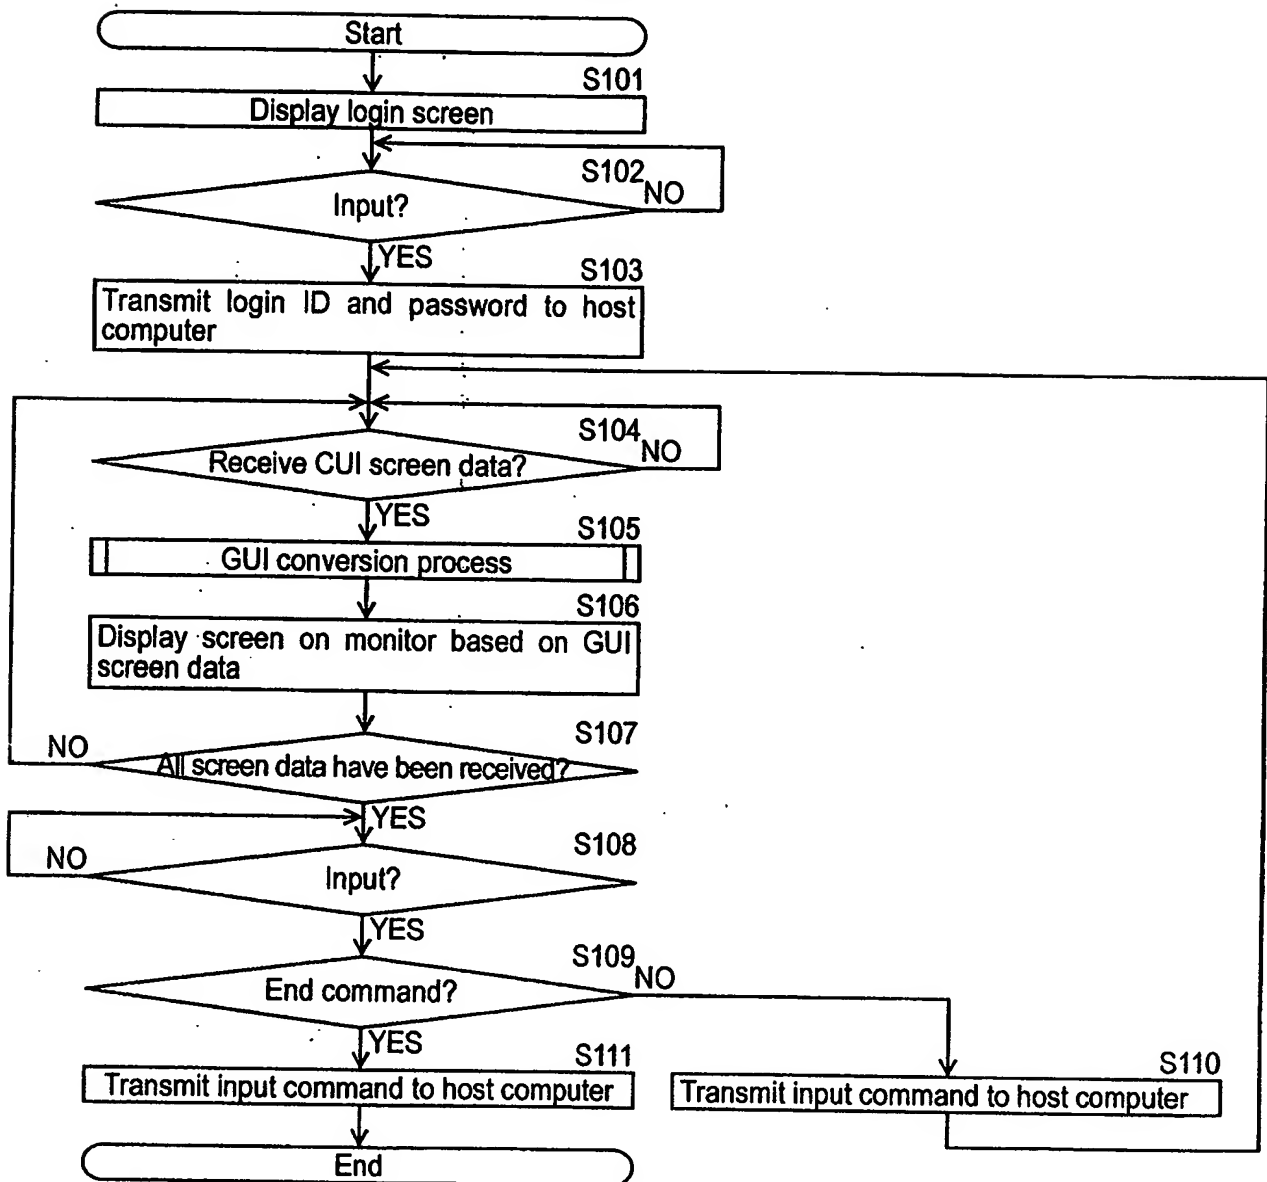 Start
S101
Display login screen
S102
NO
Input?
YES
S103
Transmit login ID and password to host
computer
S104
NO
Receive CUI screen data?
YES
S105
GUI conversion process
S106
Display screen on monitor based on GUI
screen data
S107
NO
All screen data have been received?
YES
S108
NO
Input?
YES
S109
NO
End command?
YES
S111
Transmit input command to host computer
S110
Transmit input command to host computer
End